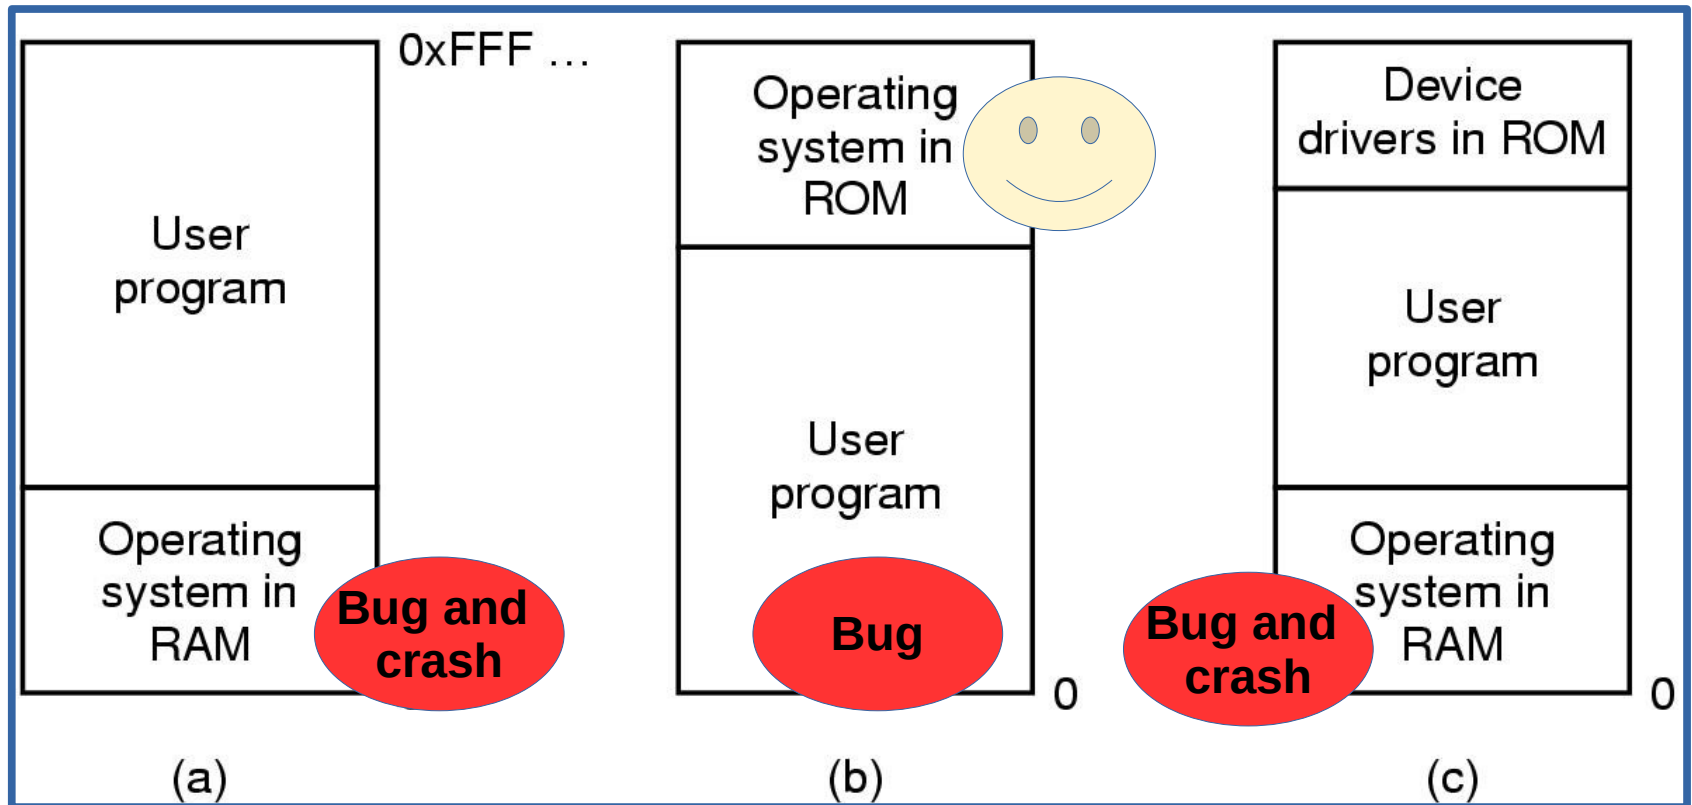 0xFFF ...
User
program
Operating
system in
RAM
Bug and
crash
(a)
Operating
system in
ROM
User
program
Bug
0
(b)
Device
drivers in ROM
User
program
Operating
system in
RAM
Bug and
crash
0
(c)